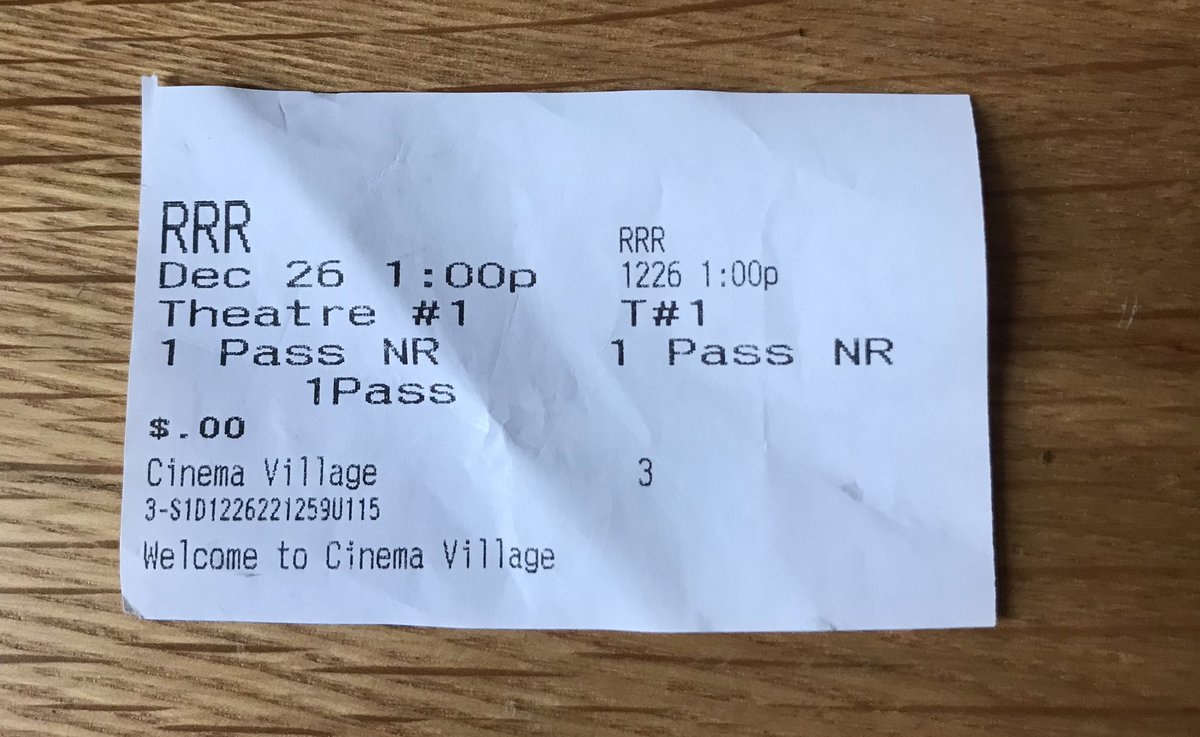 RRR
Dec 26 1:00p
Theatre #1
1 Pass NR
1Pass
$.00
Cinema Village
3-S1D1226221259U115
Welcome to Cinema Village
RRR
1226 1:00p
T#1
1 Pass NR
3